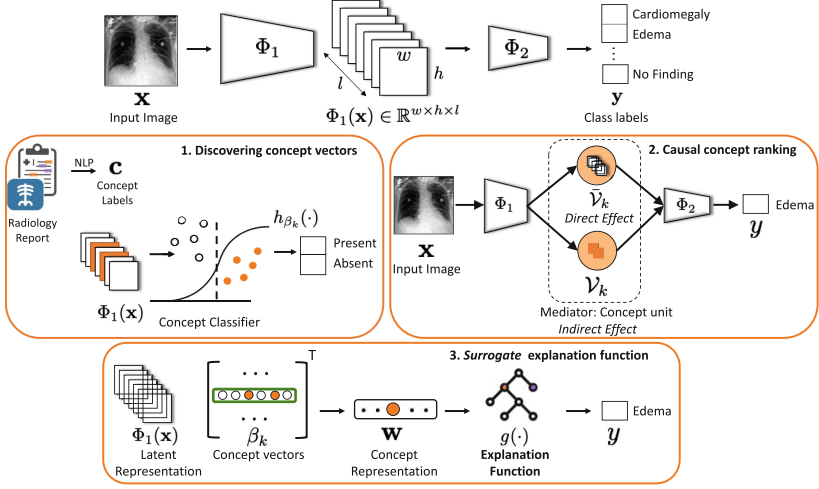 Φ₁
w
h
l
Φ₂
Cardiomegaly
Edema
No Finding
x
Input Image
Φ₁(x) ∈ ℝ^{w×h×l}
y
Class labels
1. Discovering concept vectors
NLP
c
Concept
Labels
Radiology
Report
h_{β_k}(·)
Present
Absent
Φ₁(x)
Concept Classifier
2. Causal concept ranking
Φ₁
V̄_k
Direct Effect
Φ₂
Edema
y
x
Input Image
V_k
Mediator: Concept unit
Indirect Effect
3. Surrogate explanation function
T
Edema
Φ₁(x)
Latent
Representation
β_k
Concept vectors
w
Concept
Representation
g(·)
Explanation
Function
y